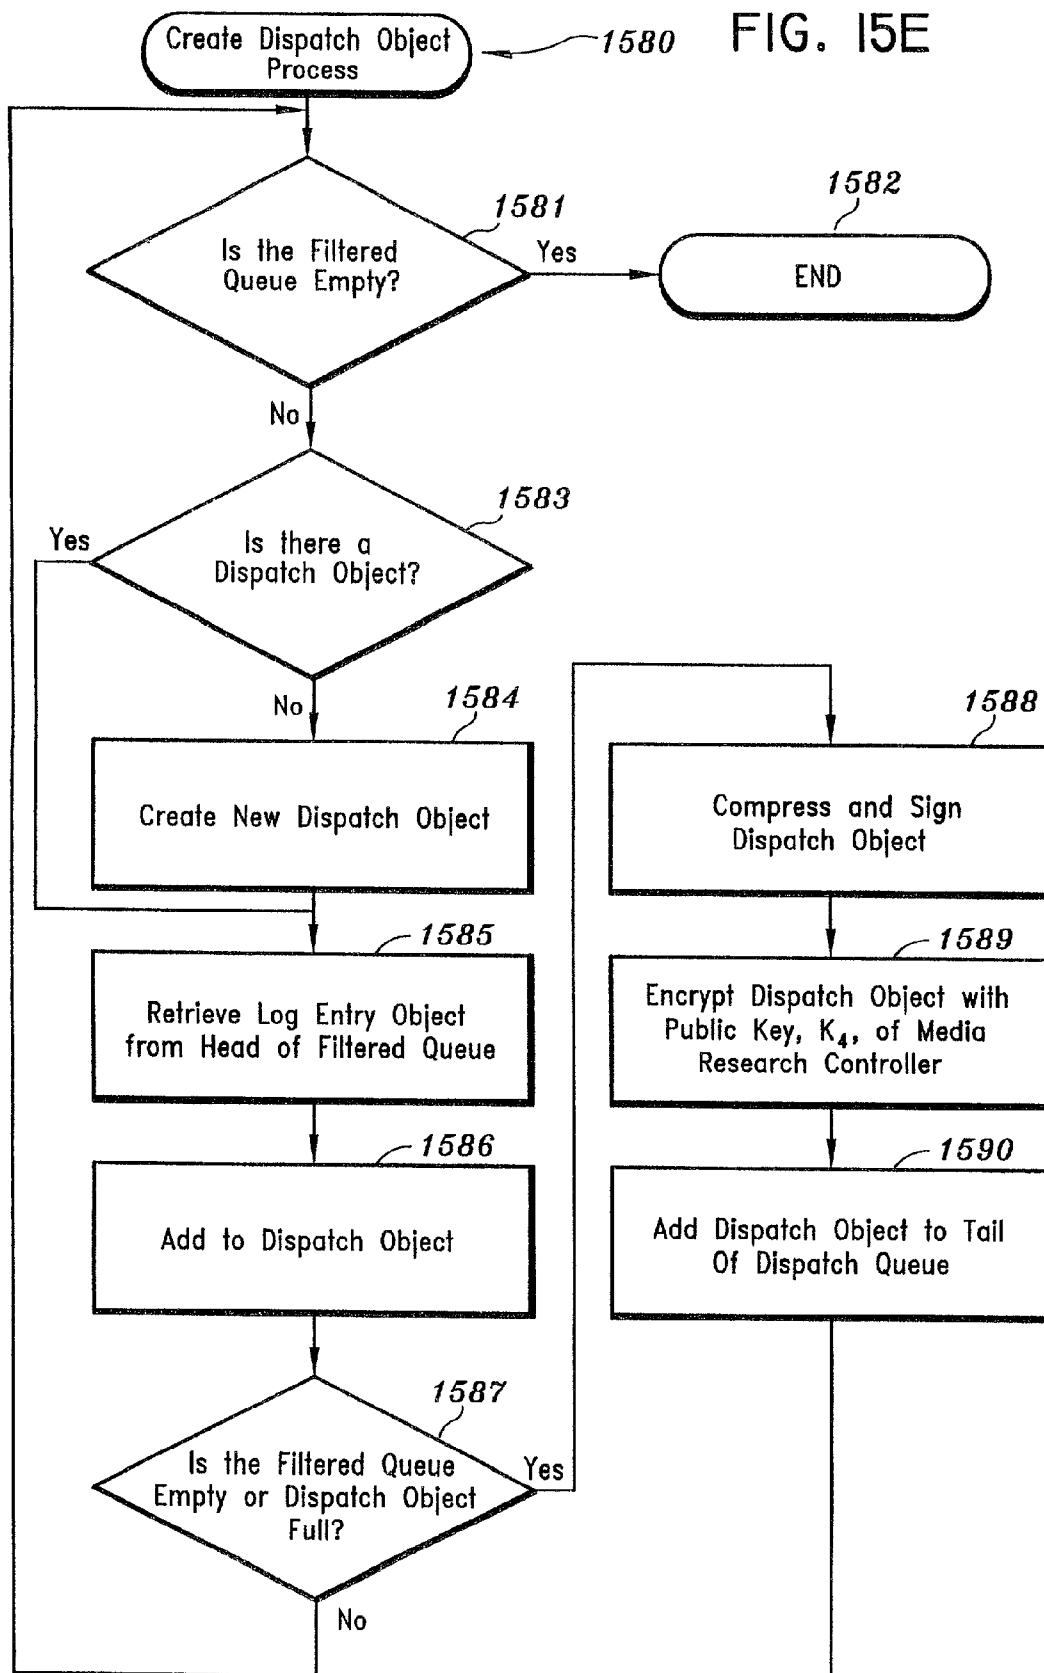 FIG. 15E
Create Dispatch Object
Process
1580
1581
Is the Filtered
Queue Empty?
Yes
1582
END
No
1583
Yes
Is there a
Dispatch Object?
No
1584
Create New Dispatch Object
1585
Retrieve Log Entry Object
from Head of Filtered Queue
1586
Add to Dispatch Object
1587
Is the Filtered Queue
Empty or Dispatch Object
Full?
Yes
No
1588
Compress and Sign
Dispatch Object
1589
Encrypt Dispatch Object with
Public Key, K₄, of Media
Research Controller
1590
Add Dispatch Object to Tail
Of Dispatch Queue